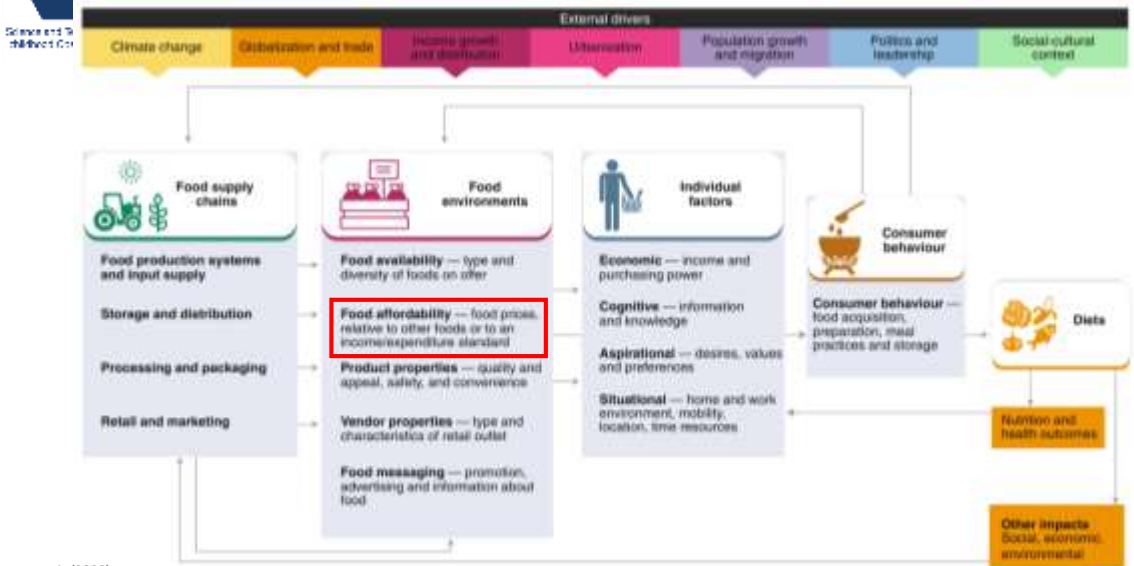 Science and
External drivers
Climate change
Globalization and trade
Income growth
and distribution
Urbanisation
Population growth
and migration
Politics and
leadership
Social-cultural
context
Food supply
chains
Food production systems
and input supply
Storage and distribution
Processing and packaging
Retail and marketing
Food
environments
Food availability — type and
diversity of foods on offer
Food affordability — food prices,
relative to other foods or to an
income/expenditure standard
Product properties — quality and
appeal, safety, and convenience
Vendor properties — type and
characteristics of retail outlet
Food messaging — promotion,
advertising and information about
food
Individual
factors
Economic — income and
purchasing power
Cognitive — information
and knowledge
Aspirational — desires, values
and preferences
Situational — home and work
environment, mobility,
location, time resources
Consumer
behaviour
Consumer behaviour —
food acquisition,
preparation, meal
practices and storage
Diets
Nutrition and
health outcomes
Other impacts
Social, economic,
environmental